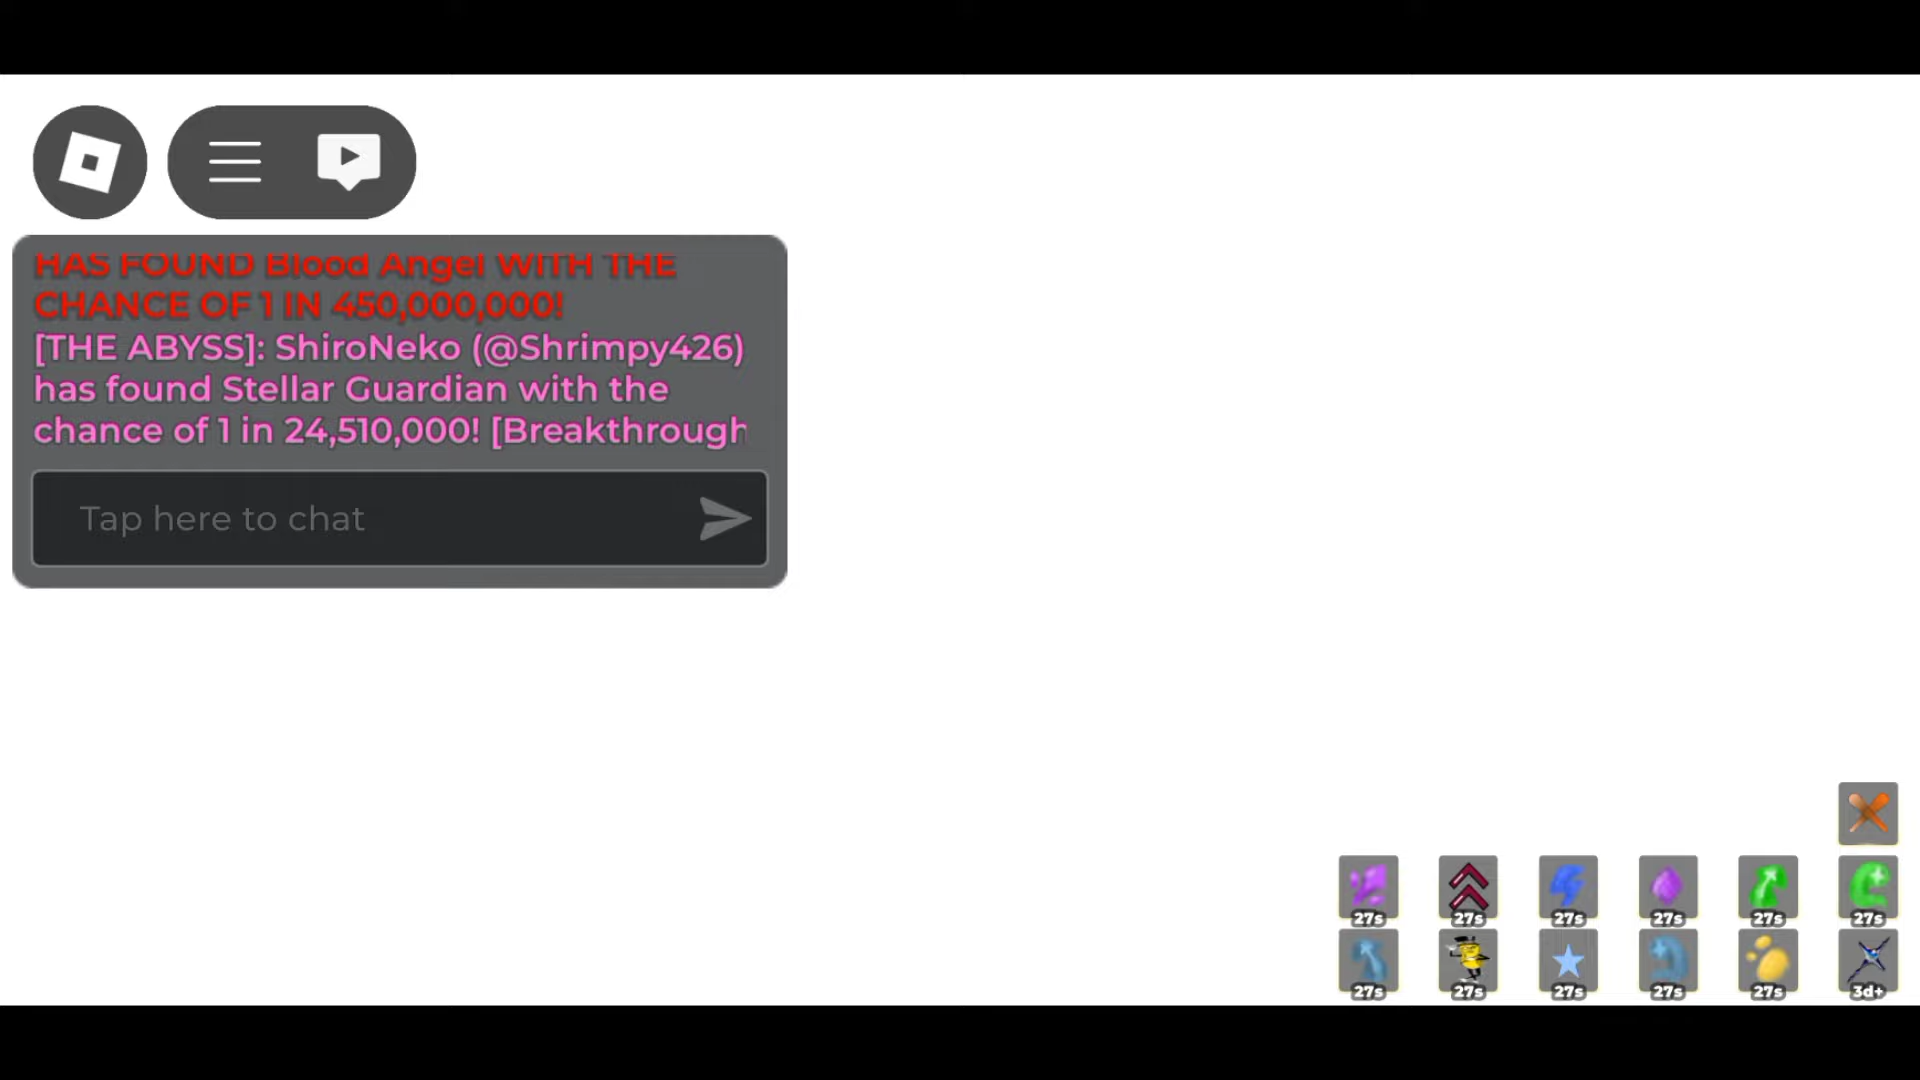 HAS FOUND Blood Angel WITH THE
CHANCE OF 1 IN 450,000,000!
[THE ABYSS]: ShiroNeko (@Shrimpy426)
has found Stellar Guardian with the
chance of 1 in 24,510,000! [Breakthrough
Tap here to chat
27s 27s 27s 27s 27s 27s
27s 27s 27s 27s 27s 3d+